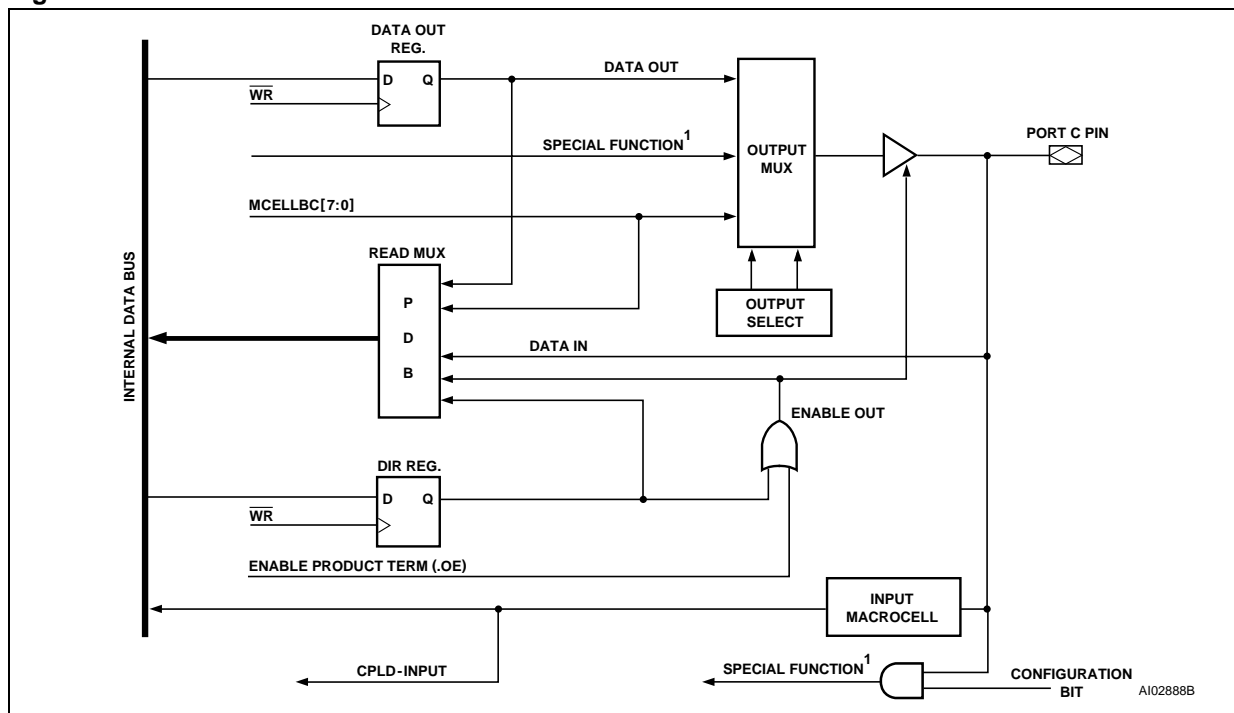 DATA OUT
REG.
D Q
WR
DATA OUT
SPECIAL FUNCTION1
OUTPUT
MUX
PORT C PIN
MCELLBC[7:0]
READ MUX
P
D
B
OUTPUT
SELECT
INTERNAL DATA BUS
DATA IN
ENABLE OUT
DIR REG.
D Q
WR
ENABLE PRODUCT TERM (.OE)
INPUT
MACROCELL
CPLD-INPUT
SPECIAL FUNCTION1
CONFIGURATION
BIT
AI02888B